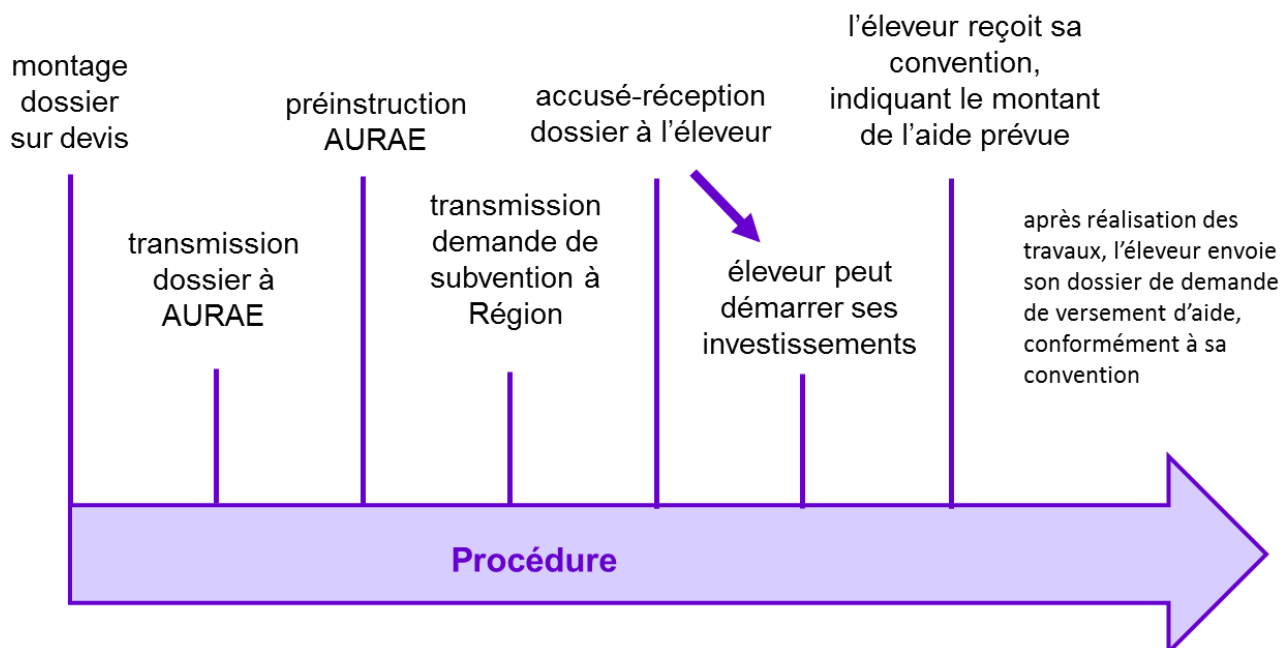 montage
dossier
sur devis
transmission
dossier à
AURAE
préinstruction
AURAE
transmission
demande de
subvention à
Région
accusé-réception
dossier à l’éleveur
éleveur peut
démarrer ses
investissements
l’éleveur reçoit sa
convention,
indiquant le montant
de l’aide prévue
après réalisation des
travaux, l’éleveur envoie
son dossier de demande
de versement d’aide,
conformément à sa
convention
Procédure